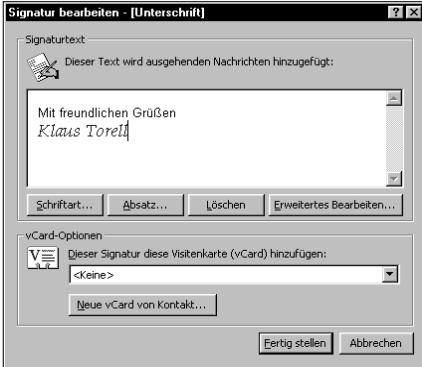 Signatur bearbeiten - [Unterschrift]
Signaturtext
Dieser Text wird ausgehenden Nachrichten hinzugefügt:
Mit freundlichen Grüßen
Klaus Torell
Schriftart... Absatz... Löschen Erweitertes Bearbeiten...
vCard-Optionen
Dieser Signatur diese Visitenkarte (vCard) hinzufügen:
<Keine>
Neue vCard von Kontakt...
Fertig stellen Abbrechen